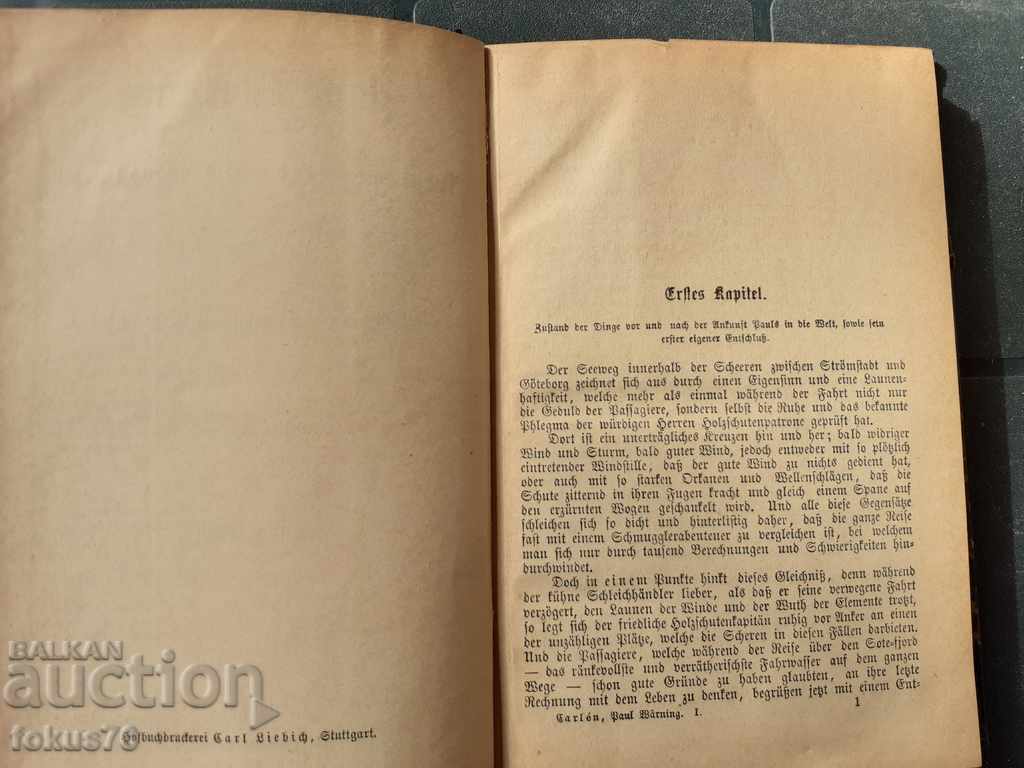 BALKAN
auction
fokus78
Hofbuchdruckerei Carl Liebich, Stuttgart.
Erstes Kapitel.
Zustand der Dinge vor und nach der Ankunft Pauls in die Welt, sowie sein
erster eigener Entschluß.
Der Seeweg innerhalb der Scheeren zwischen Strömstadt und
Göteborg zeichnet sich aus durch einen Eigensinn und eine Launen-
haftigkeit, welche mehr als einmal während der Fahrt nicht nur
die Geduld der Passagiere, sondern selbst die Ruhe und das bekannte
Phlegma der würdigen Herren Holzschutenpatrone geprüft hat.
Dort ist ein unerträgliches Kreuzen hin und her; bald widriger
Wind und Sturm, bald guter Wind, jedoch entweder mit so plötzlich
eintretender Windstille, daß der gute Wind zu nichts gedient hat,
oder auch mit so starken Orkanen und Wellenschlägen, daß die
Schute zitternd in ihren Fugen kracht und gleich einem Spane auf
den erzürnten Wogen geschaukelt wird. Und alle diese Gegensätze
schleichen sich so dicht und hinterlistig daher, daß die ganze Reise
fast mit einem Schmugglerabenteuer zu vergleichen ist, bei welchem
man sich nur durch tausend Berechnungen und Schwierigkeiten hin-
durchwindet.
Doch in einem Punkte hinkt dieses Gleichniß, denn während
der kühne Schleichhändler lieber, als daß er seine verwegene Fahrt
verzögert, den Launen der Winde und der Wuth der Elemente trotzt,
so legt sich der friedliche Holzschutenkapitän ruhig vor Anker an einen
der unzähligen Plätze, welche die Scheren in diesen Fällen darbieten.
Und die Passagiere, welche während der Reise über den Sote-fjord
— das ränkevollste und verrätherischste Fahrwasser auf dem ganzen
Wege — schon gute Gründe zu haben glaubten, an ihre letzte
Rechnung mit dem Leben zu denken, begrüßen jetzt mit einem Ent-
Carlén, Paul Wärning. I. 1